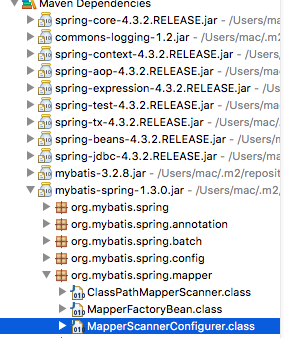 Maven Dependencies
spring-core-4.3.2.RELEASE.jar - /Users/mac
commons-logging-1.2.jar - /Users/mac/.m2
spring-context-4.3.2.RELEASE.jar - /Users/
spring-aop-4.3.2.RELEASE.jar - /Users/mac
spring-expression-4.3.2.RELEASE.jar - /Us
spring-test-4.3.2.RELEASE.jar - /Users/ma
spring-tx-4.3.2.RELEASE.jar - /Users/mac/
spring-beans-4.3.2.RELEASE.jar - /Users/m
spring-jdbc-4.3.2.RELEASE.jar - /Users/ma
mybatis-3.2.8.jar - /Users/mac/.m2/reposit
mybatis-spring-1.3.0.jar - /Users/mac/.m2/
org.mybatis.spring
org.mybatis.spring.annotation
org.mybatis.spring.batch
org.mybatis.spring.config
org.mybatis.spring.mapper
ClassPathMapperScanner.class
MapperFactoryBean.class
MapperScannerConfigurer.class